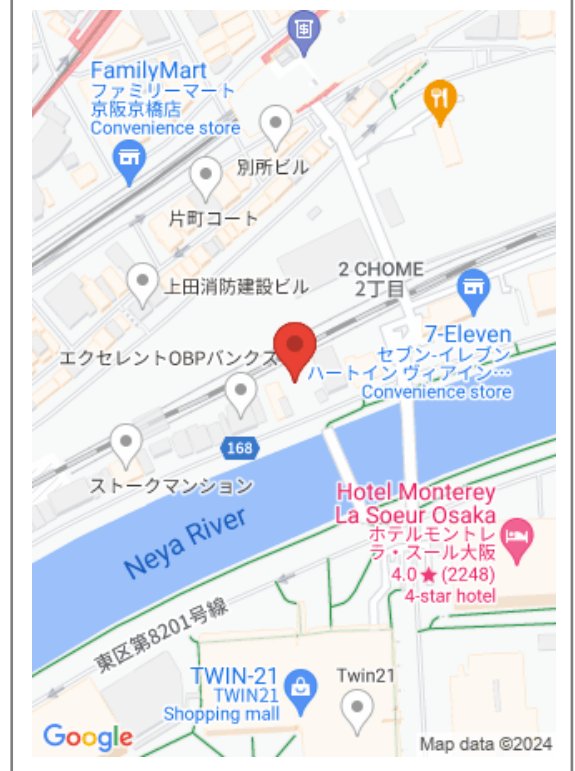 FamilyMart
ファミリーマート
京阪京橋店
Convenience store
別所ビル
片町コート
2 CHOME
2丁目
上田消防建設ビル
7-Eleven
セブン-イレブン
ハートイン ヴィアイン…
Convenience store
エクセレントOBPバンクス
168
ストークマンション
Hotel Monterey
La Soeur Osaka
ホテルモントレ
ラ・スール大阪
4.0★(2248)
4-star hotel
Neya River
東区第8201号線
TWIN-21
TWIN21
Shopping mall
Twin21
Google
Map data ©2024